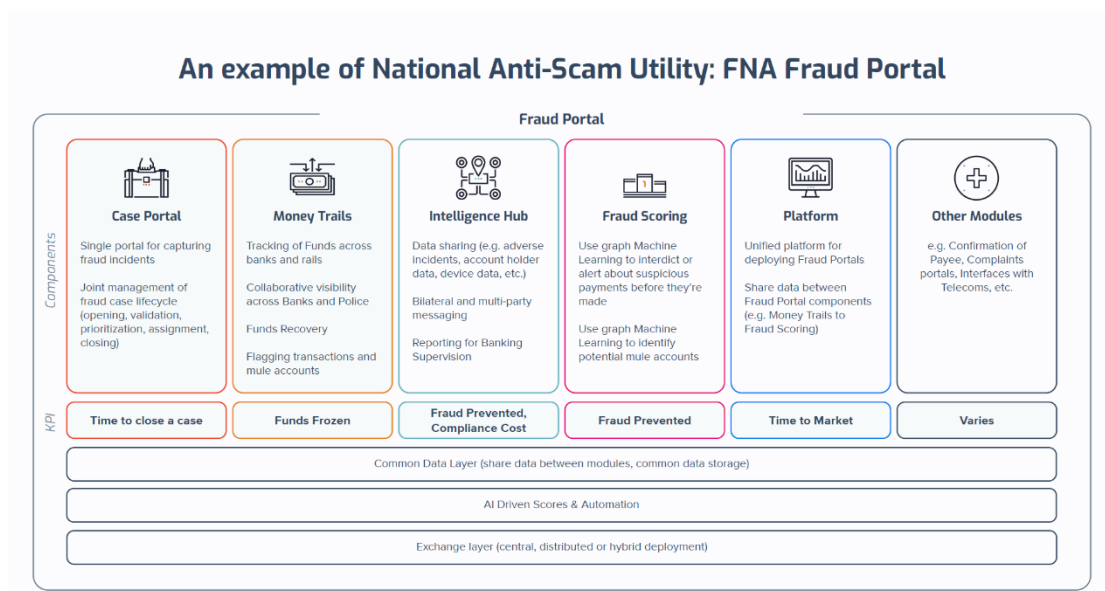 An example of National Anti-Scam Utility: FNA Fraud Portal
Fraud Portal
Components
Case Portal
Single portal for capturing
fraud incidents
Joint management of
fraud case lifecycle
(opening, validation,
prioritization, assignment,
closing)
Money Trails
Tracking of Funds across
banks and rails
Collaborative visibility
across Banks and Police
Funds Recovery
Flagging transactions and
mule accounts
Intelligence Hub
Data sharing (e.g. adverse
incidents, account holder
data, device data, etc.)
Bilateral and multi-party
messaging
Reporting for Banking
Supervision
1
Fraud Scoring
Use graph Machine
Learning to interdict or
alert about suspicious
payments before they're
made
Use graph Machine
Learning to identify
potential mule accounts
Platform
Unified platform for
deploying Fraud Portals
Share data between
Fraud Portal components
(e.g. Money Trails to
Fraud Scoring)
Other Modules
e.g. Confirmation of
Payee, Complaints
portals, Interfaces with
Telecoms, etc.
KPI
Time to close a case
Funds Frozen
Fraud Prevented,
Compliance Cost
Fraud Prevented
Time to Market
Varies
Common Data Layer (share data between modules, common data storage)
AI Driven Scores & Automation
Exchange layer (central, distributed or hybrid deployment)